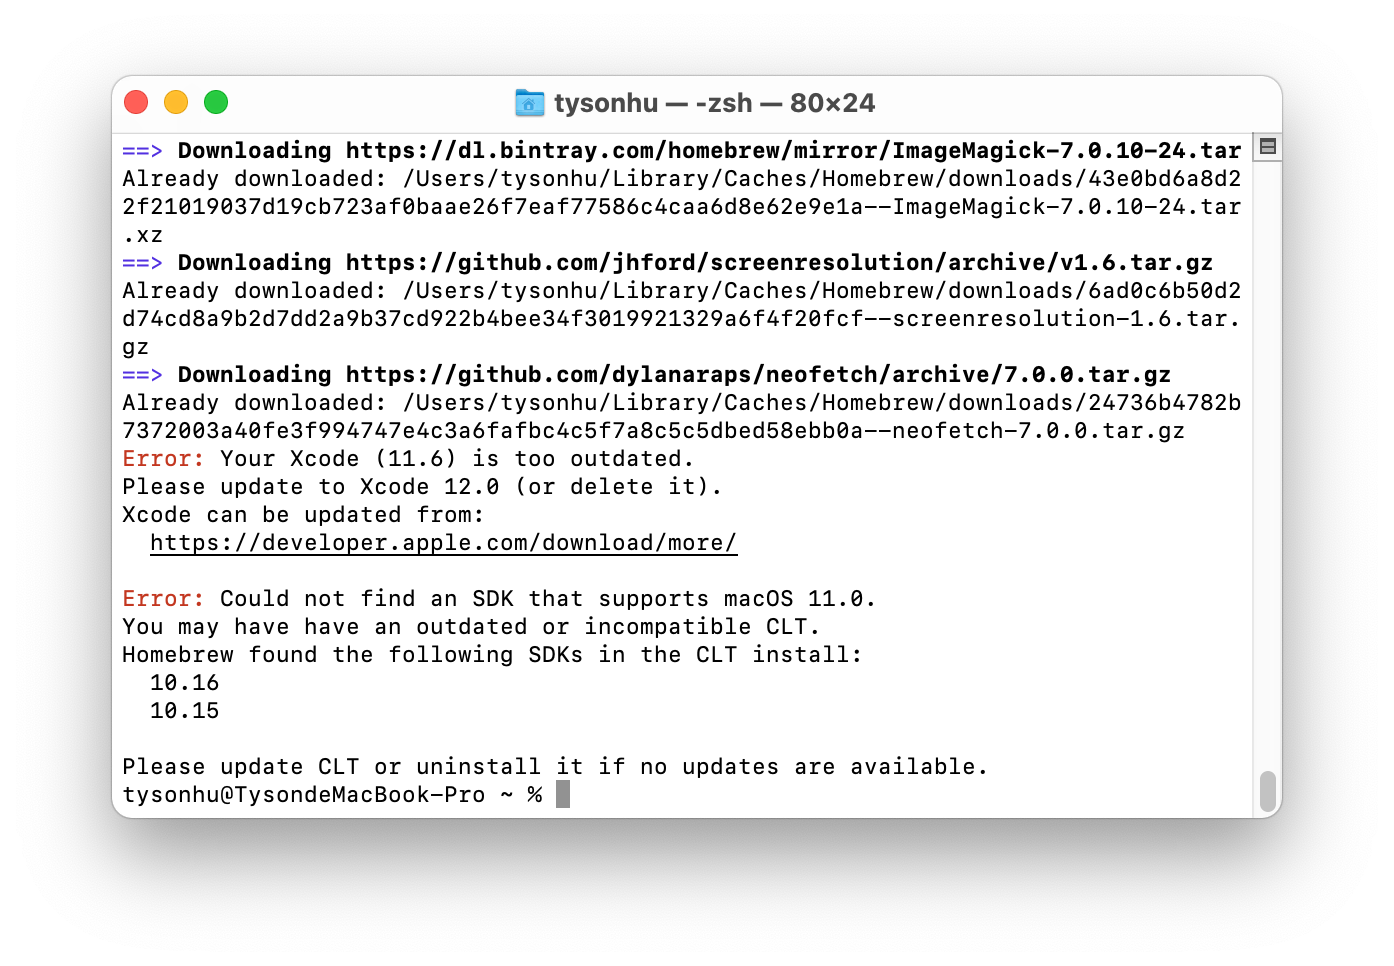 tysonhu — -zsh — 80×24
==> Downloading https://dl.bintray.com/homebrew/mirror/ImageMagick-7.0.10-24.tar
Already downloaded: /Users/tysonhu/Library/Caches/Homebrew/downloads/43e0bd6a8d2
2f21019037d19cb723af0baae26f7eaf77586c4caa6d8e62e9e1a--ImageMagick-7.0.10-24.tar
.xz
==> Downloading https://github.com/jhford/screenresolution/archive/v1.6.tar.gz
Already downloaded: /Users/tysonhu/Library/Caches/Homebrew/downloads/6ad0c6b50d2
d74cd8a9b2d7dd2a9b37cd922b4bee34f3019921329a6f4f20fcf--screenresolution-1.6.tar.
gz
==> Downloading https://github.com/dylanaraps/neofetch/archive/7.0.0.tar.gz
Already downloaded: /Users/tysonhu/Library/Caches/Homebrew/downloads/24736b4782b
7372003a40fe3f994747e4c3a6fafbc4c5f7a8c5c5dbed58ebb0a--neofetch-7.0.0.tar.gz
Error: Your Xcode (11.6) is too outdated.
Please update to Xcode 12.0 (or delete it).
Xcode can be updated from:
  https://developer.apple.com/download/more/
Error: Could not find an SDK that supports macOS 11.0.
You may have have an outdated or incompatible CLT.
Homebrew found the following SDKs in the CLT install:
  10.16
  10.15
Please update CLT or uninstall it if no updates are available.
tysonhu@TysondeMacBook-Pro ~ %